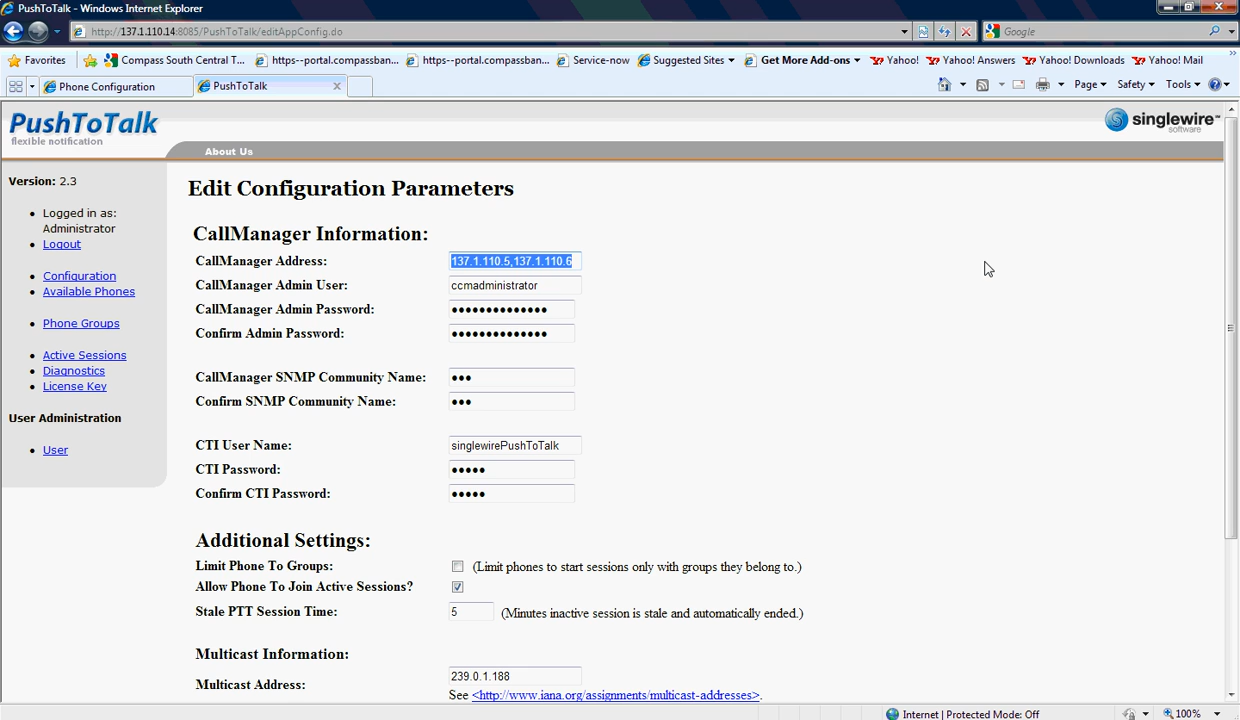 PushToTalk - Windows Internet Explorer
http://137.1.110.14:8085/PushToTalk/editAppConfig.do
Google
Favorites
Compass South Central T...
https--portal.compassban...
https--portal.compassban...
Service-now
Suggested Sites
Get More Add-ons
Yahoo!
Yahoo! Answers
Yahoo! Downloads
Yahoo! Mail
Phone Configuration
PushToTalk
Page
Safety
Tools
PushToTalk
flexible notification
singlewire™
software
About Us
Version: 2.3
Logged in as:
Administrator
Logout
Configuration
Available Phones
Phone Groups
Active Sessions
Diagnostics
License Key
User Administration
User
Edit Configuration Parameters
CallManager Information:
CallManager Address: 137.1.110.5,137.1.110.6
CallManager Admin User: ccmadministrator
CallManager Admin Password: ●●●●●●●●●●●●●●
Confirm Admin Password: ●●●●●●●●●●●●●●
CallManager SNMP Community Name: ●●●
Confirm SNMP Community Name: ●●●
CTI User Name: singlewirePushToTalk
CTI Password: ●●●●●
Confirm CTI Password: ●●●●●
Additional Settings:
Limit Phone To Groups: (Limit phones to start sessions only with groups they belong to.)
Allow Phone To Join Active Sessions?
Stale PTT Session Time: 5 (Minutes inactive session is stale and automatically ended.)
Multicast Information:
Multicast Address: 239.0.1.188
See <http://www.iana.org/assignments/multicast-addresses>.
Internet | Protected Mode: Off
100%